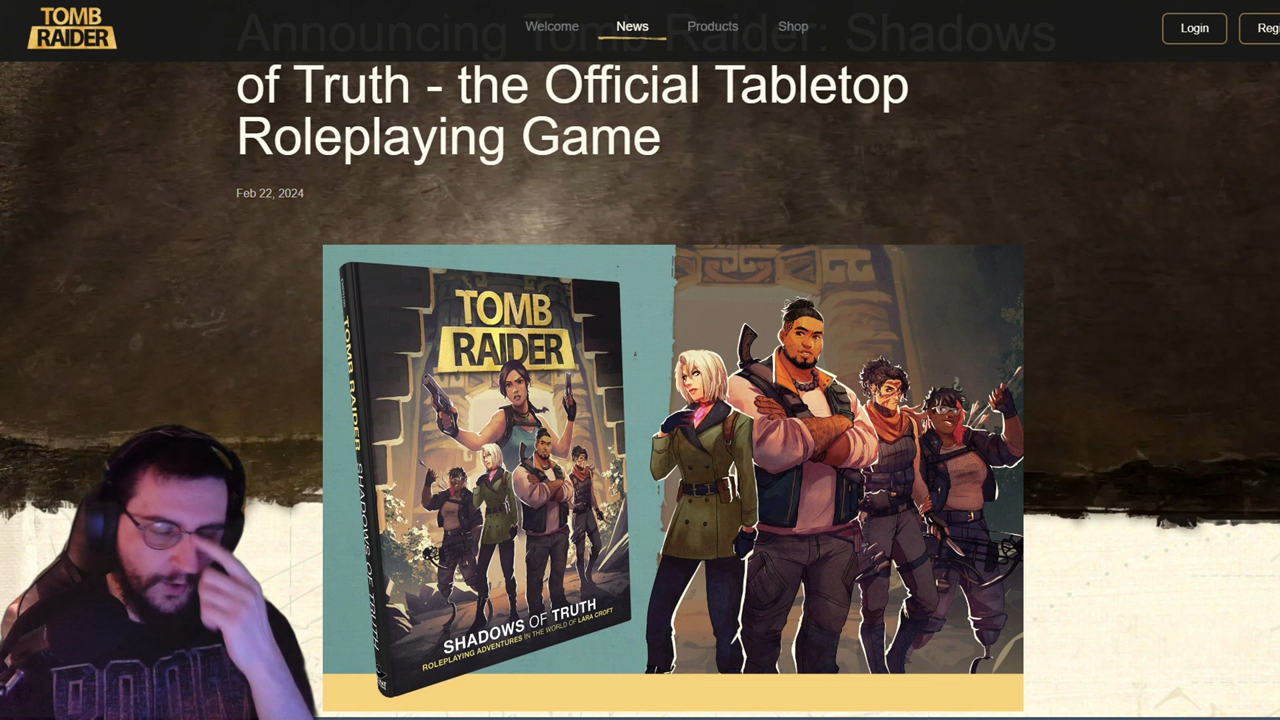 TOMB
RAIDER
Welcome
News
Products
Shop
Login
Reg
Announcing Tomb Raider: Shadows
of Truth - the Official Tabletop
Roleplaying Game
Feb 22, 2024
TOMB
RAIDER
SHADOWS OF TRUTH
ROLEPLAYING ADVENTURES IN THE WORLD OF LARA CROFT
TOMB RAIDER SHADOWS OF TRUTH